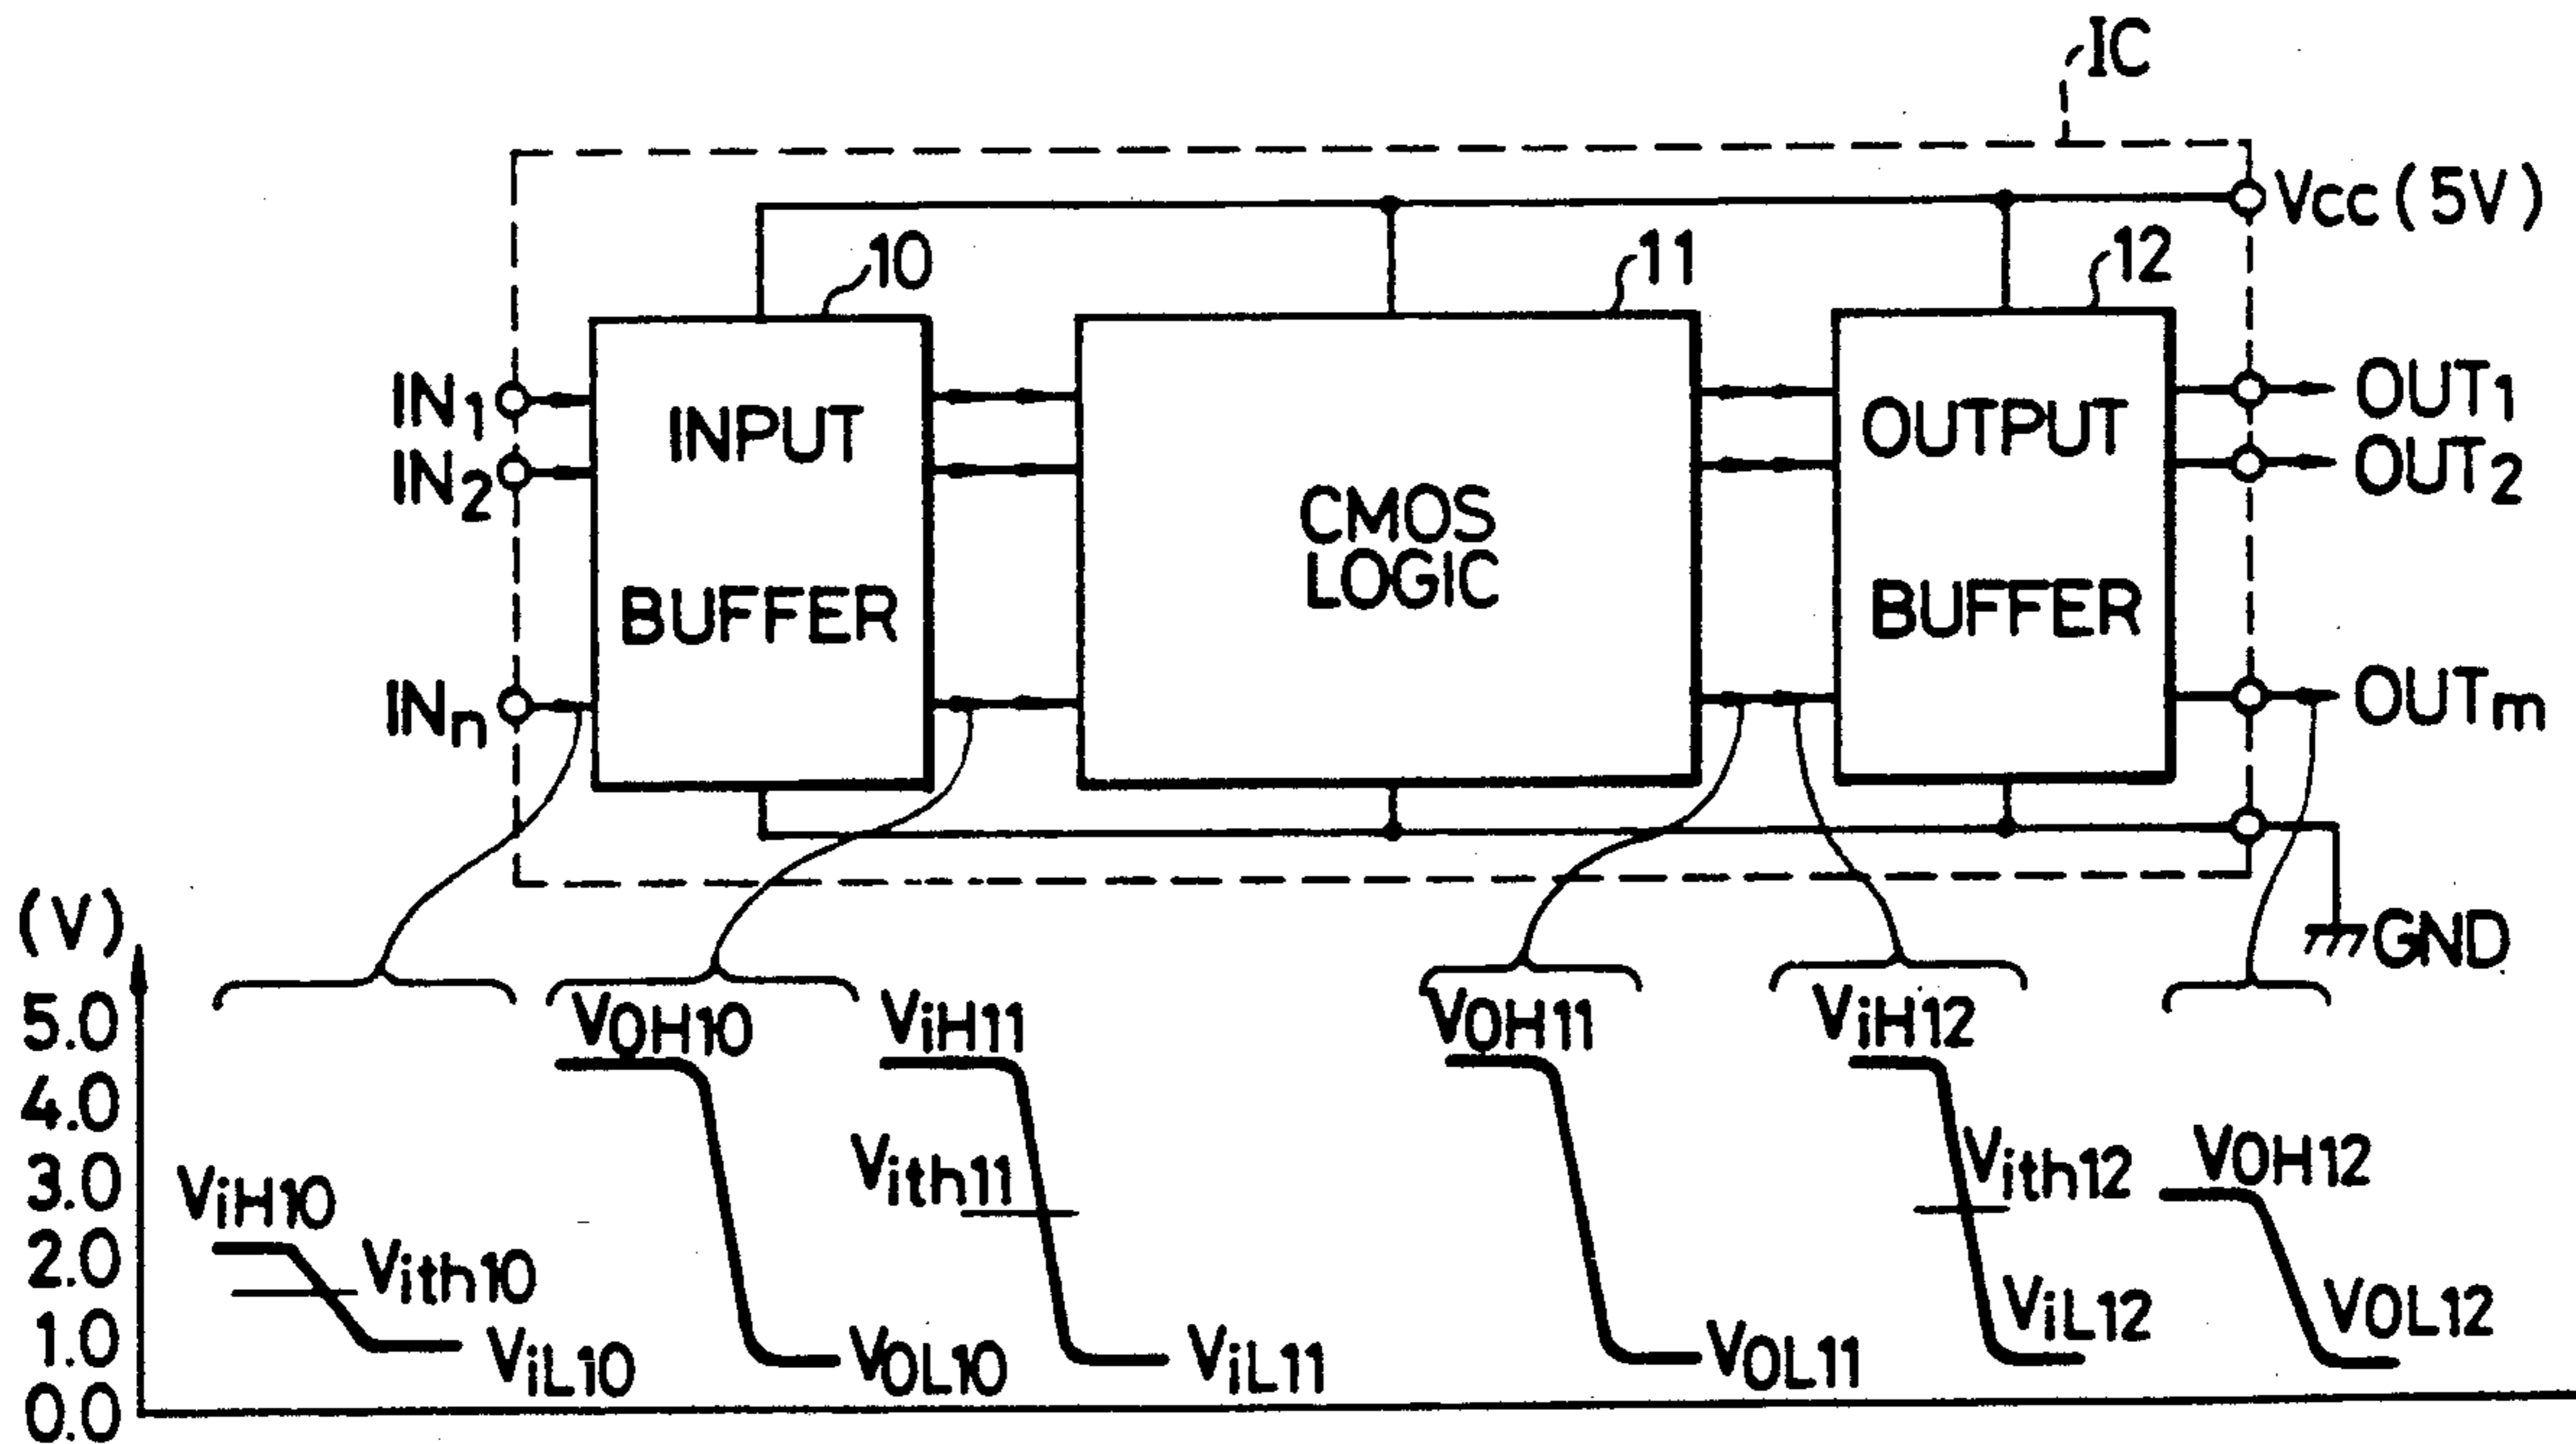 IC
Vcc (5V)
10
11
12
IN1
IN2
INn
INPUT
BUFFER
CMOS
LOGIC
OUTPUT
BUFFER
OUT1
OUT2
OUTm
GND
(V)
5.0
4.0
3.0
2.0
1.0
0.0
ViH10
Vith10
ViL10
VOH10
VOL10
ViH11
Vith11
ViL11
VOH11
VOL11
ViH12
Vith12
ViL12
VOH12
VOL12